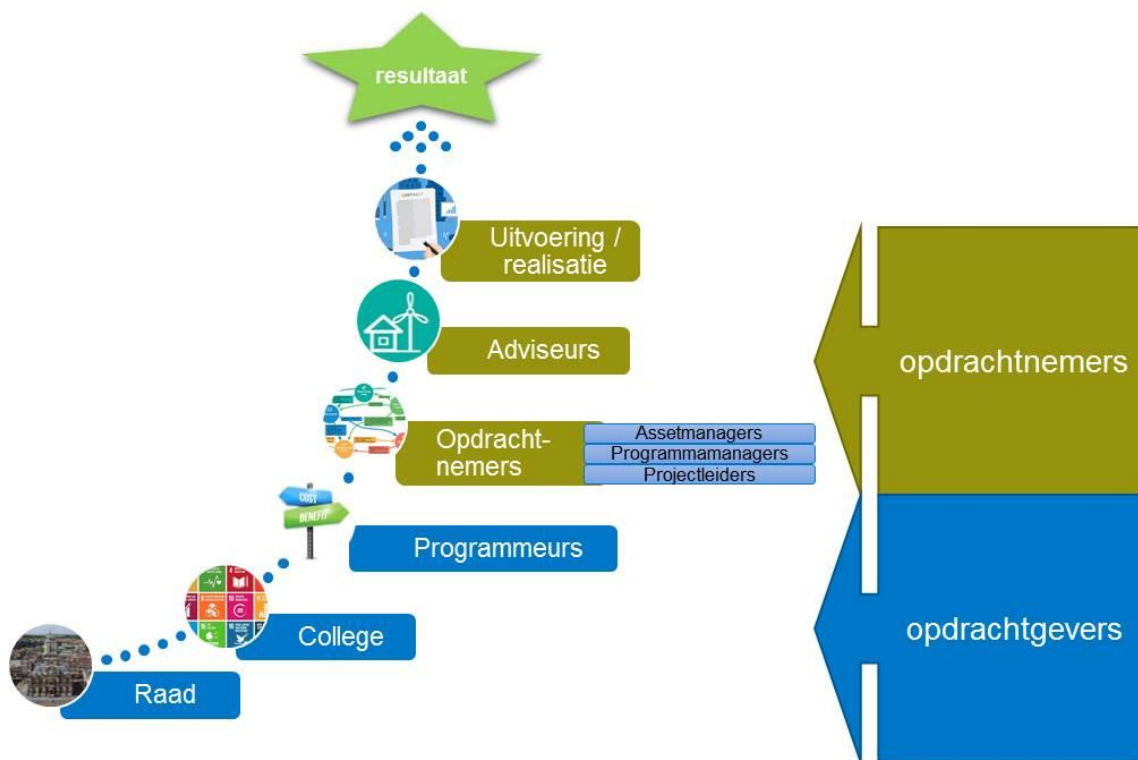 resultaat
Uitvoering /
realisatie
Adviseurs
Opdracht-
nemers
Assetmanagers
Programmamanagers
Projectleiders
COST
BENEFIT
Programmeurs
College
Raad
opdrachtnemers
opdrachtgevers